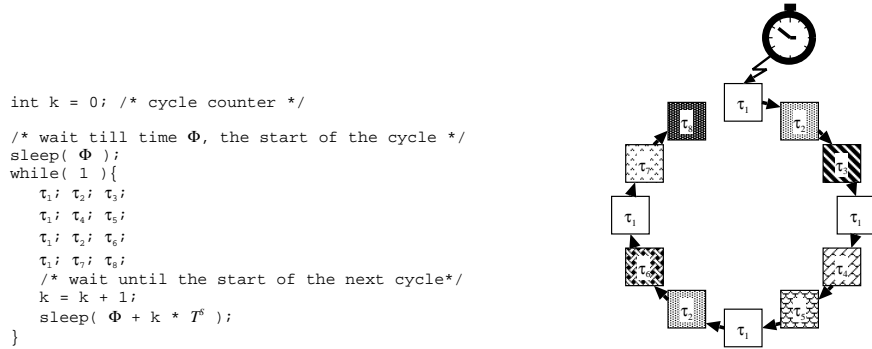 int k = 0; /* cycle counter */
/* wait till time Φ, the start of the cycle */
sleep( Φ );
while( 1 ){
τ₁; τ₂; τ₃;
τ₁; τ₄; τ₅;
τ₁; τ₂; τ₆;
τ₁; τ₇; τ₈;
/* wait until the start of the next cycle*/
k = k + 1;
sleep( Φ + k * Tˢ );
}
τ₁
τ₂
τ₃
τ₁
τ₄
τ₅
τ₁
τ₂
τ₆
τ₁
τ₇
τ₈